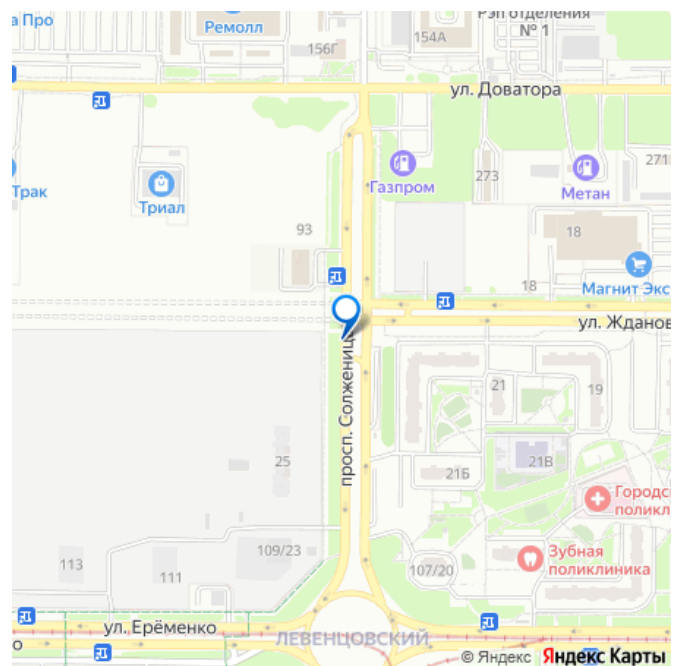 а Про
Ремолл
156Г
154А
Рэп отделения
№ 1
ул. Доватора
Трак
Триал
Газпром
273
Метан
271
93
18
18
Магнит Экс
ул. Жданов
просп. Солженица
21
19
25
21Б
21В
Городс
поликл
Зубная
поликлиника
113
111
109/23
107/20
ул. Ерёменко
о
ЛЕВЕНЦОВСКИЙ
© Яндекс Яндекс Карты